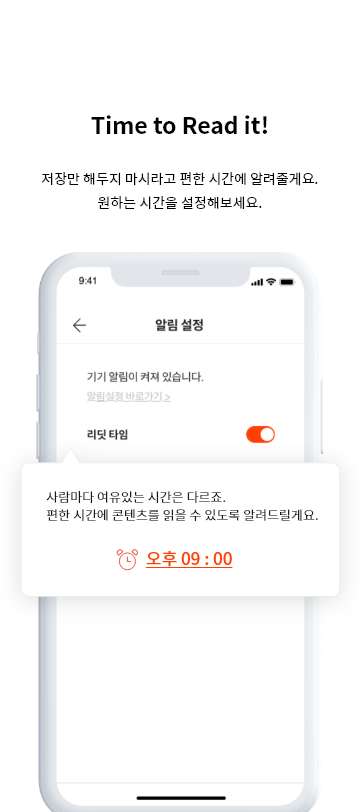 Time to Read it!
저장만 해두지 마시라고 편한 시간에 알려줄게요.
원하는 시간을 설정해보세요.
9:41
알림 설정
기기 알림이 켜져 있습니다.
알림설정 바로가기 >
리딧 타임
사람마다 여유있는 시간은 다르죠.
편한 시간에 콘텐츠를 읽을 수 있도록 알려드릴게요.
오후 09 : 00